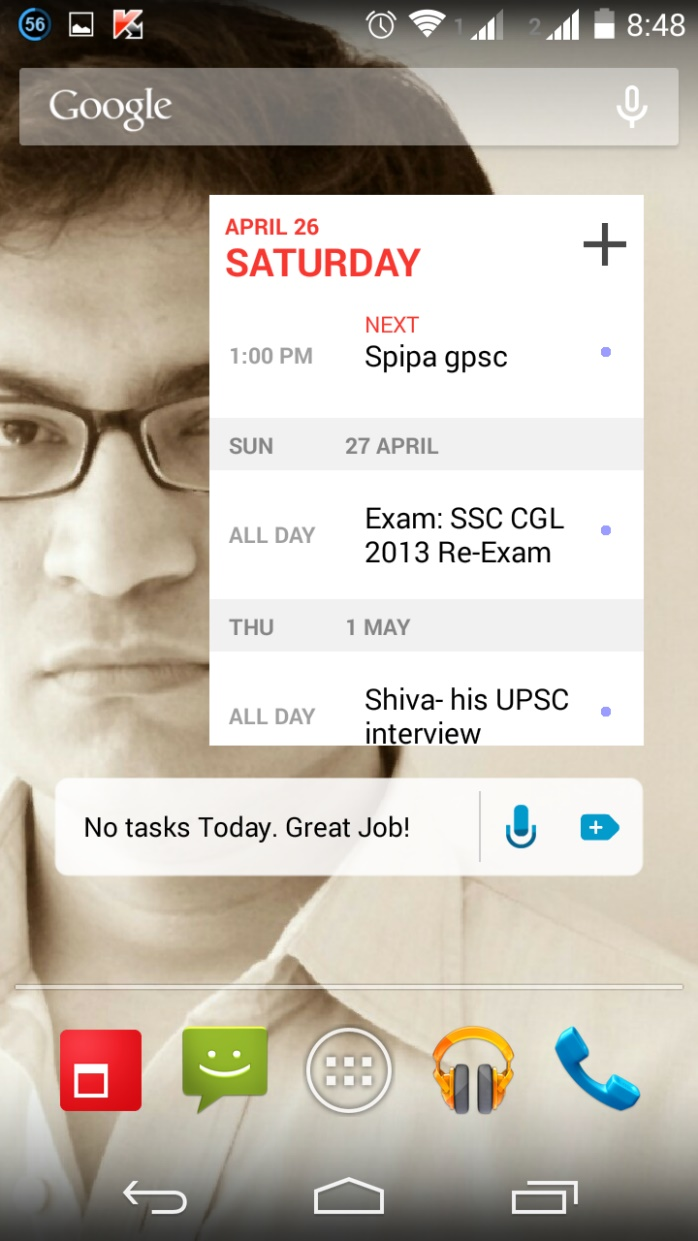 56
1
2
8:48
Google
APRIL 26
SATURDAY
NEXT
1:00 PM
Spipa gpsc
SUN 27 APRIL
ALL DAY
Exam: SSC CGL
2013 Re-Exam
THU 1 MAY
ALL DAY
Shiva- his UPSC
interview
No tasks Today. Great Job!